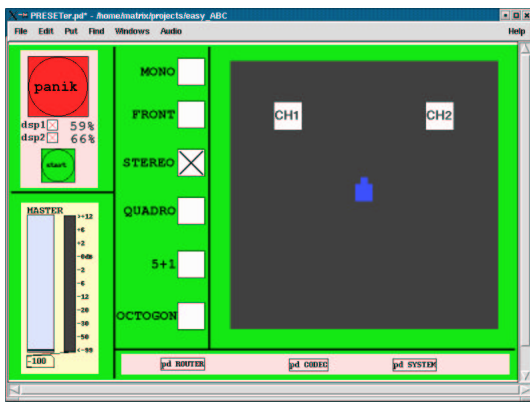 PRESETer.pd* - /home/matrix/projects/easy_ABC
File Edit Put Find Windows Audio Help
panik
dsp1 59%
dsp2 66%
start
MASTER
>+12
+6
+2
-0dB
-2
-6
-12
-20
-30
-50
<-99
-100
MONO
FRONT
STEREO
QUADRO
5+1
OCTOGON
CH1 CH2
pd ROUTER pd CODEC pd SYSTEM